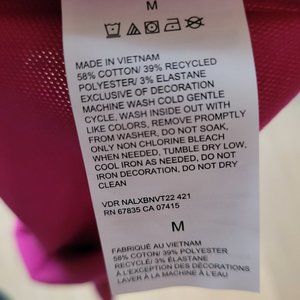 M
MADE IN VIETNAM
58% COTTON/ 39% RECYCLED
POLYESTER/ 3% ELASTANE
EXCLUSIVE OF DECORATION
MACHINE WASH COLD GENTLE
CYCLE, WASH INSIDE OUT WITH
LIKE COLORS, REMOVE PROMPTLY
FROM WASHER, DO NOT SOAK,
ONLY NON CHLORINE BLEACH
WHEN NEEDED, TUMBLE DRY LOW,
COOL IRON AS NEEDED, DO NOT
IRON DECORATION, DO NOT DRY
CLEAN
VDR NALXBNVT22 421
RN 67835 CA 07415
M
FABRIQUÉ AU VIETNAM
58% COTON/ 39% POLYESTER
RECYCLÉ/ 3% ÉLASTHANNE
À L'EXCEPTION DES DÉCORATIONS
LAVER À LA MACHINE